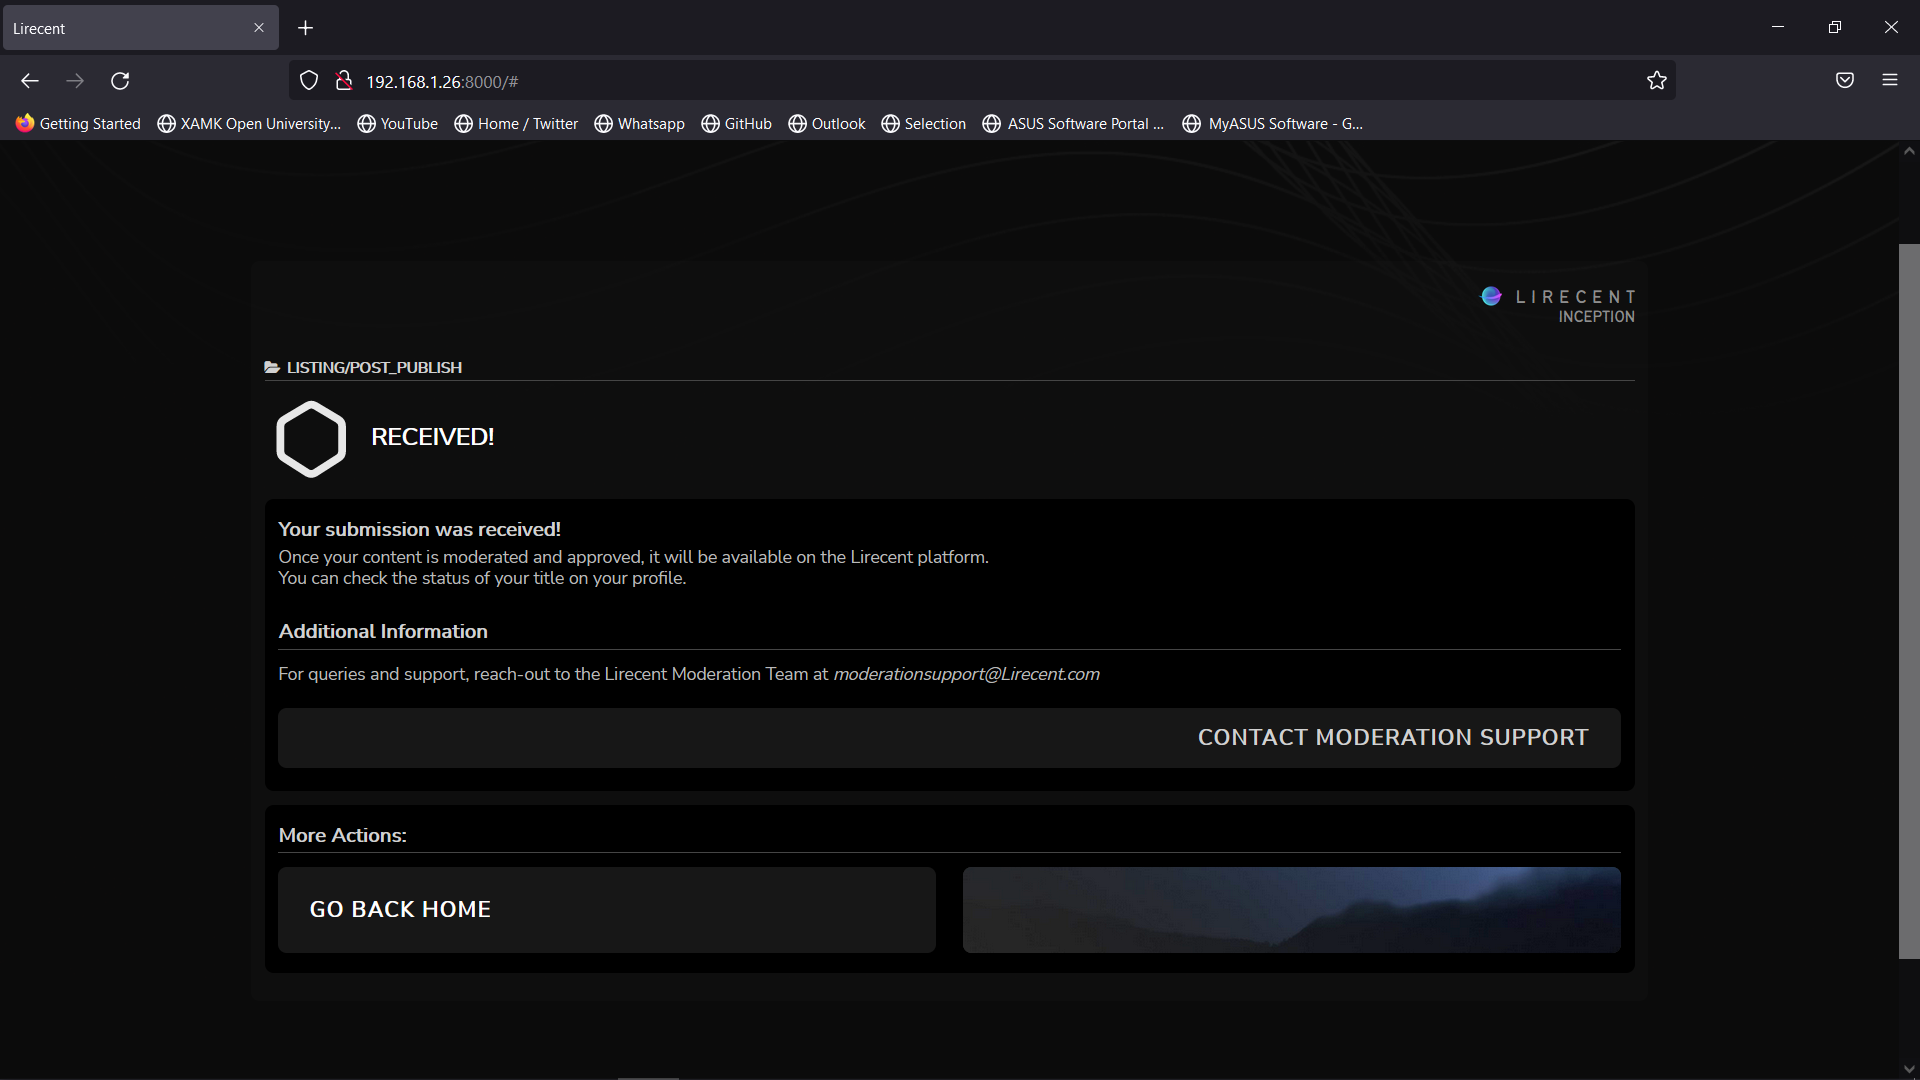 Lirecent
192.168.1.26:8000/#
Getting Started
XAMK Open University...
YouTube
Home / Twitter
Whatsapp
GitHub
Outlook
Selection
ASUS Software Portal ...
MyASUS Software - G...
LIRECENT
INCEPTION
LISTING/POST_PUBLISH
RECEIVED!
Your submission was received!
Once your content is moderated and approved, it will be available on the Lirecent platform.
You can check the status of your title on your profile.
Additional Information
For queries and support, reach-out to the Lirecent Moderation Team at moderationsupport@Lirecent.com
CONTACT MODERATION SUPPORT
More Actions:
GO BACK HOME